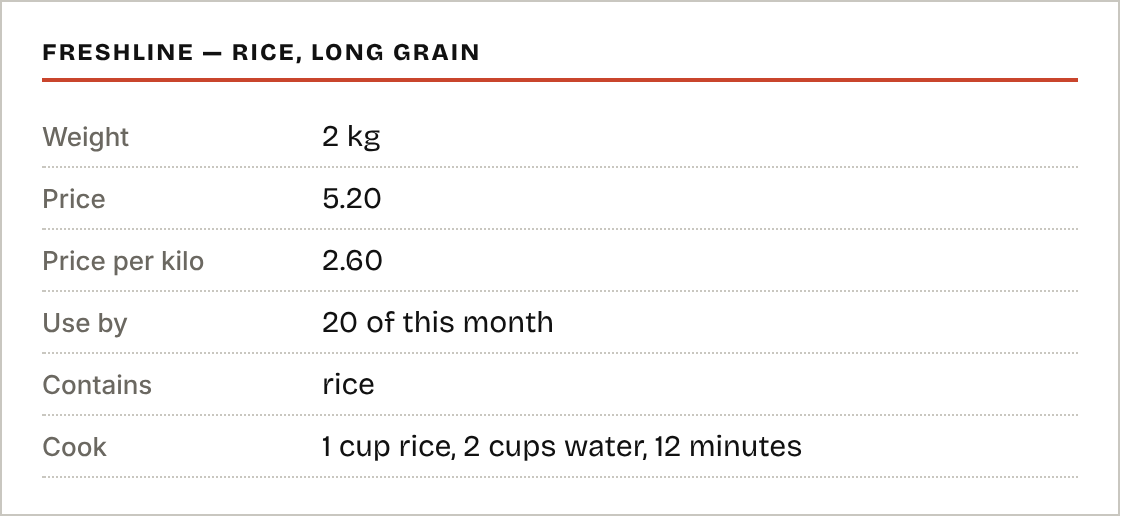 FRESHLINE — RICE, LONG GRAIN
Weight 2 kg
Price 5.20
Price per kilo 2.60
Use by 20 of this month
Contains rice
Cook 1 cup rice, 2 cups water, 12 minutes